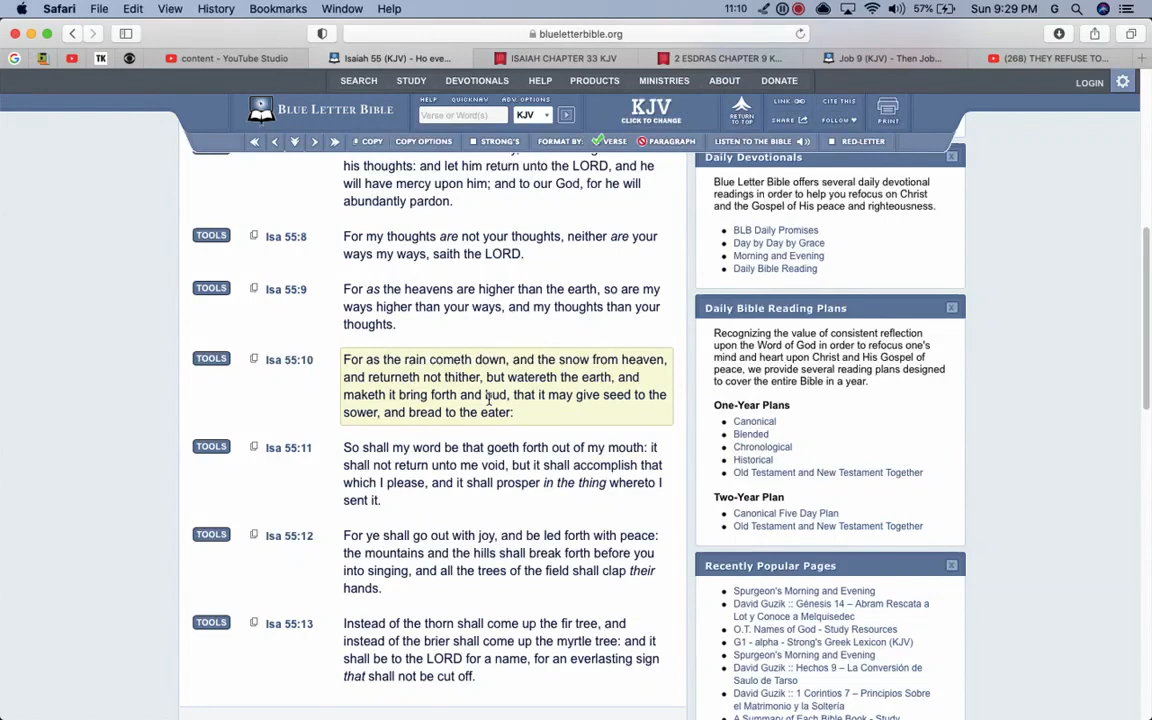 Safari File Edit View History Bookmarks Window Help 11:10 57% Sun 9:29 PM G
blueletterbible.org
content - YouTube Studio Isaiah 55 (KJV) - Ho eve... ISAIAH CHAPTER 33 KJV 2 ESDRAS CHAPTER 9 K... Job 9 (KJV) - Then Job... (268) THEY REFUSE TO...
SEARCH STUDY DEVOTIONALS HELP PRODUCTS MINISTRIES ABOUT DONATE LOGIN
BLUE LETTER BIBLE
HELP QUICKNAV ADV. OPTIONS
Verse or Word(s) KJV
KJV
CLICK TO CHANGE
RETURN
TO TOP
LINK CITE THIS
SHARE FOLLOW PRINT
COPY COPY OPTIONS STRONG'S FORMAT BY: VERSE PARAGRAPH LISTEN TO THE BIBLE RED-LETTER
his thoughts: and let him return unto the LORD, and he
will have mercy upon him; and to our God, for he will
abundantly pardon.
TOOLS Isa 55:8 For my thoughts are not your thoughts, neither are your
ways my ways, saith the LORD.
TOOLS Isa 55:9 For as the heavens are higher than the earth, so are my
ways higher than your ways, and my thoughts than your
thoughts.
TOOLS Isa 55:10 For as the rain cometh down, and the snow from heaven,
and returneth not thither, but watereth the earth, and
maketh it bring forth and bud, that it may give seed to the
sower, and bread to the eater:
TOOLS Isa 55:11 So shall my word be that goeth forth out of my mouth: it
shall not return unto me void, but it shall accomplish that
which I please, and it shall prosper in the thing whereto I
sent it.
TOOLS Isa 55:12 For ye shall go out with joy, and be led forth with peace:
the mountains and the hills shall break forth before you
into singing, and all the trees of the field shall clap their
hands.
TOOLS Isa 55:13 Instead of the thorn shall come up the fir tree, and
instead of the brier shall come up the myrtle tree: and it
shall be to the LORD for a name, for an everlasting sign
that shall not be cut off.
Daily Devotionals
Blue Letter Bible offers several daily devotional
readings in order to help you refocus on Christ
and the Gospel of His peace and righteousness.
BLB Daily Promises
Day by Day by Grace
Morning and Evening
Daily Bible Reading
Daily Bible Reading Plans
Recognizing the value of consistent reflection
upon the Word of God in order to refocus one's
mind and heart upon Christ and His Gospel of
peace, we provide several reading plans designed
to cover the entire Bible in a year.
One-Year Plans
Canonical
Blended
Chronological
Historical
Old Testament and New Testament Together
Two-Year Plan
Canonical Five Day Plan
Old Testament and New Testament Together
Recently Popular Pages
Spurgeon's Morning and Evening
David Guzik :: Génesis 14 – Abram Rescata a
Lot y Conoce a Melquisedec
O.T. Names of God - Study Resources
G1 - alpha - Strong's Greek Lexicon (KJV)
Spurgeon's Morning and Evening
David Guzik :: Hechos 9 – La Conversión de
Saulo de Tarso
David Guzik :: 1 Corintios 7 – Principios Sobre
el Matrimonio y la Soltería
A Summary of Each Bible Book - Study